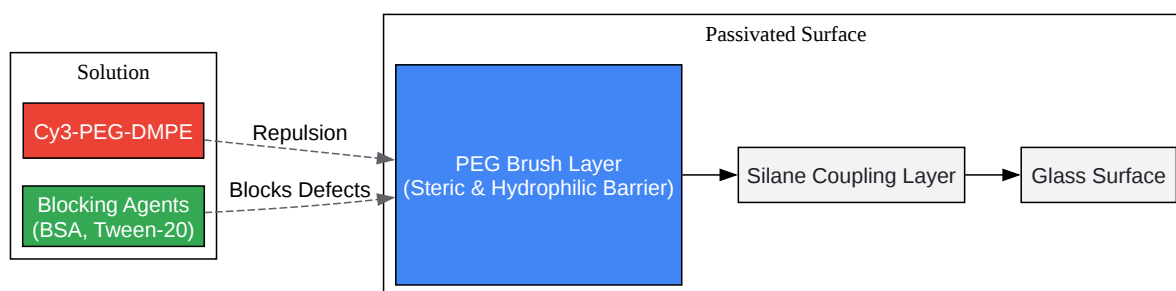 Passivated Surface
Solution
Cy3-PEG-DMPE
Repulsion
Blocks Defects
Blocking Agents
(BSA, Tween-20)
PEG Brush Layer
(Steric & Hydrophilic Barrier)
Silane Coupling Layer
Glass Surface